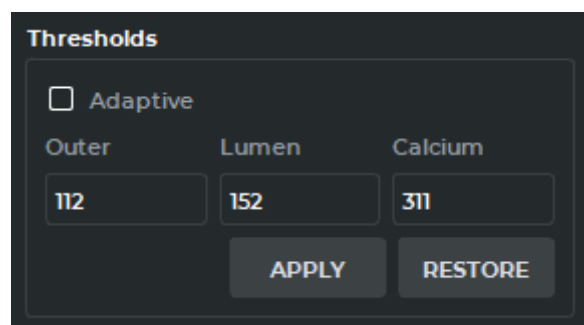 Thresholds
Adaptive
Outer Lumen Calcium
112 152 311
APPLY RESTORE